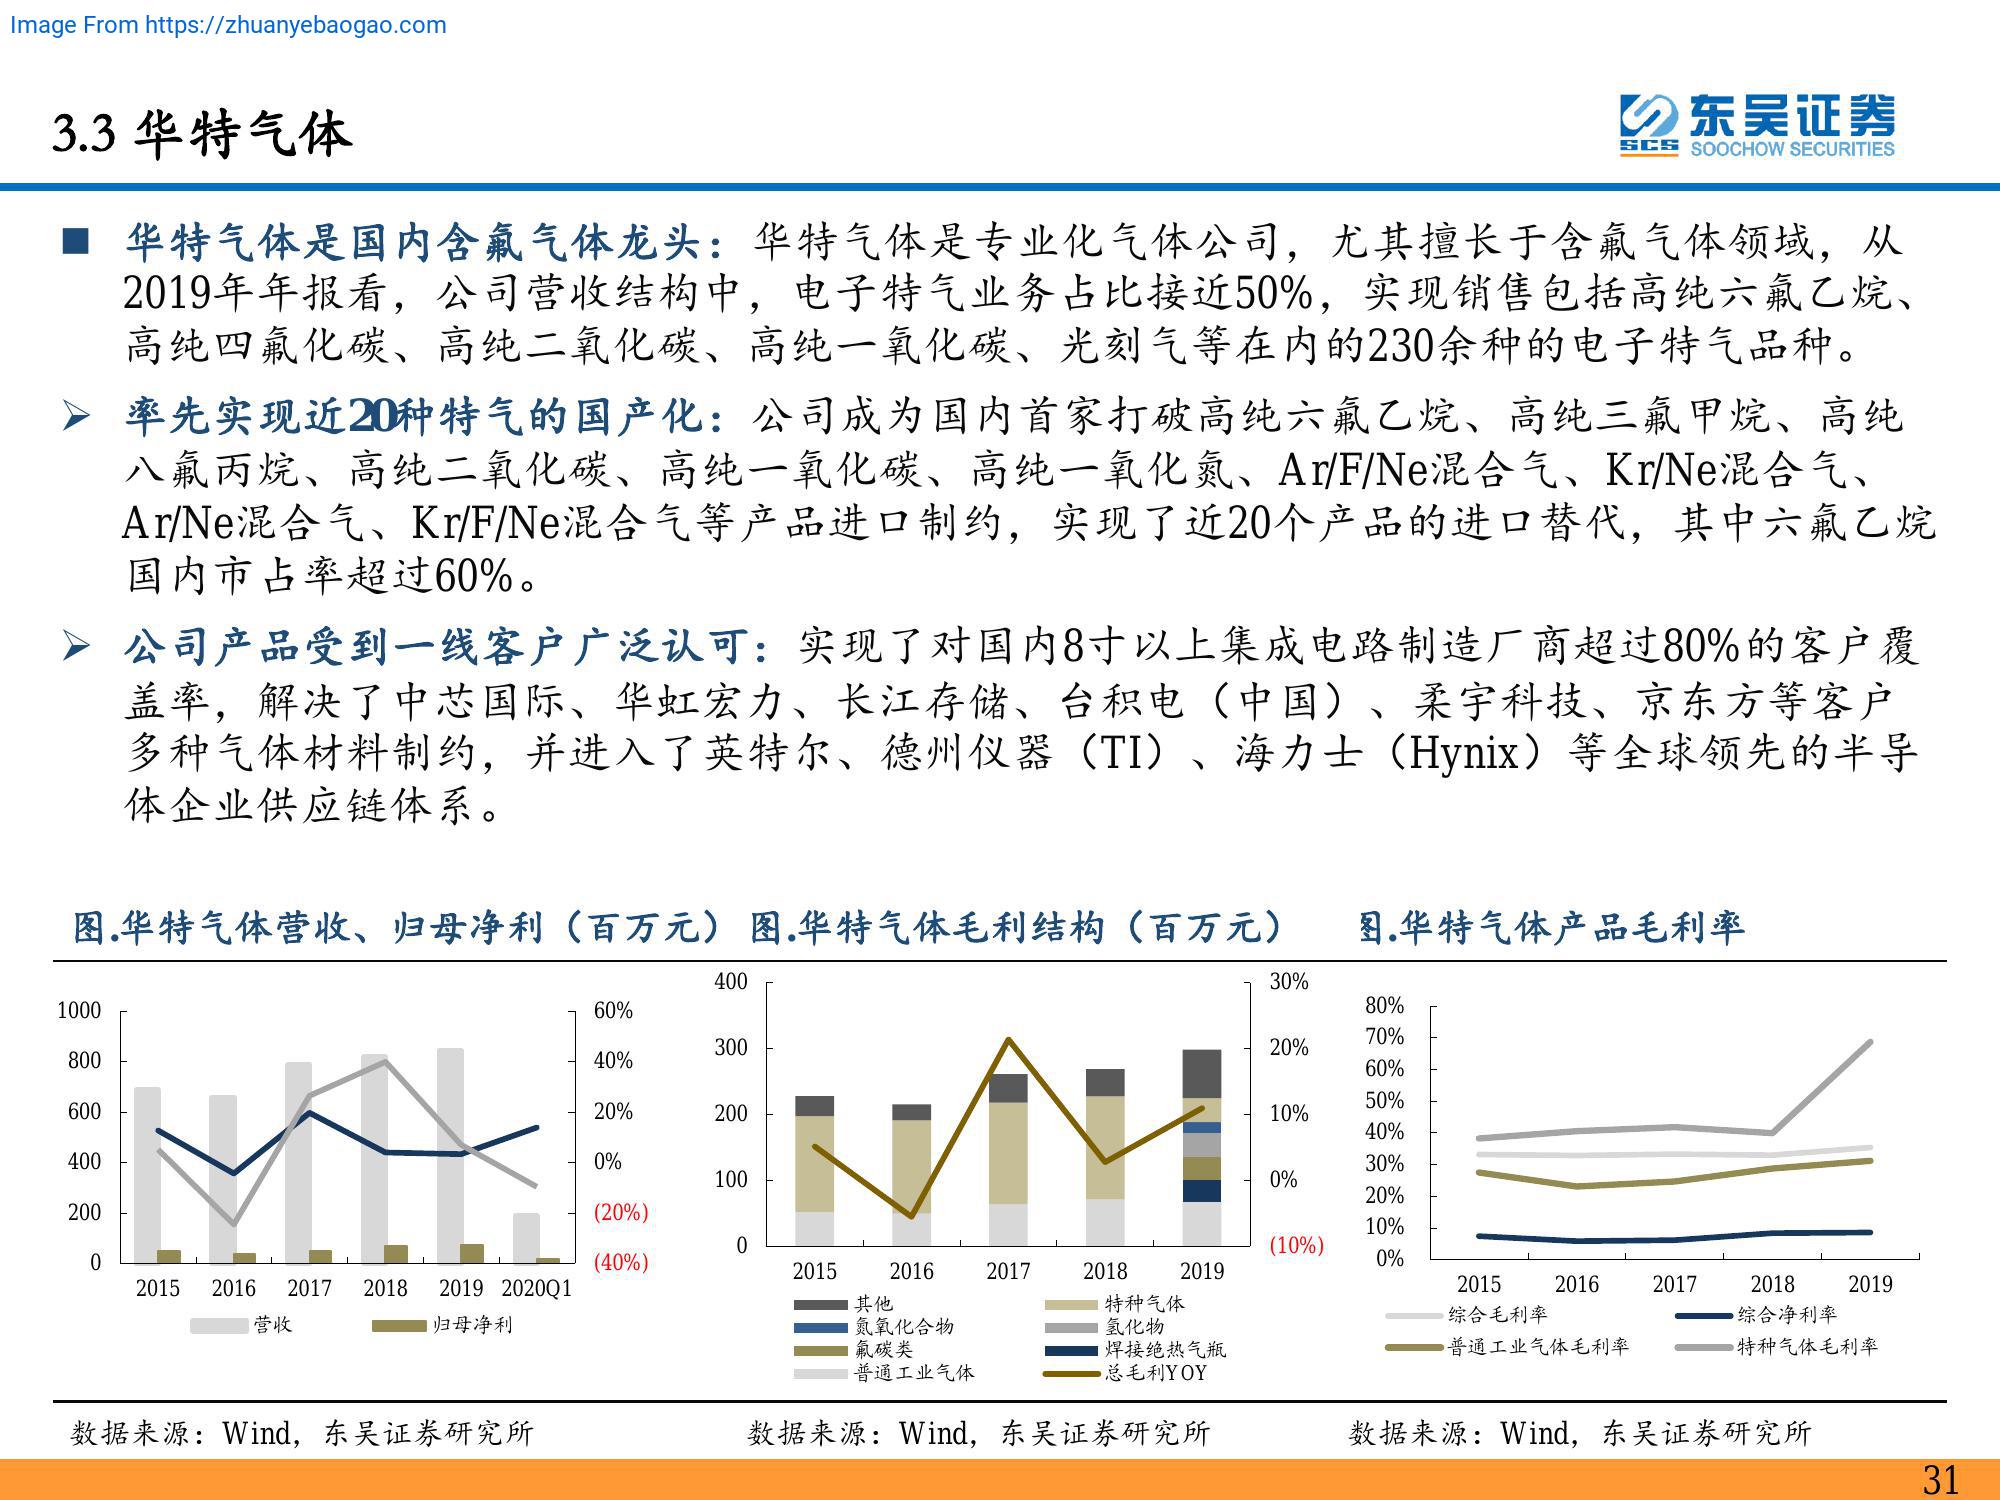 Image From https://zhuanyebaogao.com
3.3 华特气体
东吴证券
SCS SOOCHOW SECURITIES
■ 华特气体是国内含氟气体龙头：华特气体是专业化气体公司，尤其擅长于含氟气体领域，从
2019年年报看，公司营收结构中，电子特气业务占比接近50%，实现销售包括高纯六氟乙烷、
高纯四氟化碳、高纯二氧化碳、高纯一氧化碳、光刻气等在内的230余种的电子特气品种。
➢ 率先实现近20种特气的国产化：公司成为国内首家打破高纯六氟乙烷、高纯三氟甲烷、高纯
八氟丙烷、高纯二氧化碳、高纯一氧化碳、高纯一氧化氮、Ar/F/Ne混合气、Kr/Ne混合气、
Ar/Ne混合气、Kr/F/Ne混合气等产品进口制约，实现了近20个产品的进口替代，其中六氟乙烷
国内市占率超过60%。
➢ 公司产品受到一线客户广泛认可：实现了对国内8寸以上集成电路制造厂商超过80%的客户覆
盖率，解决了中芯国际、华虹宏力、长江存储、台积电（中国）、柔宇科技、京东方等客户
多种气体材料制约，并进入了英特尔、德州仪器（TI）、海力士（Hynix）等全球领先的半导
体企业供应链体系。
图.华特气体营收、归母净利（百万元）
1000
800
600
400
200
0
60%
40%
20%
0%
(20%)
(40%)
2015 2016 2017 2018 2019 2020Q1
营收 归母净利
图.华特气体毛利结构（百万元）
400
300
200
100
0
30%
20%
10%
0%
(10%)
2015 2016 2017 2018 2019
其他 特种气体
氮氧化合物 氢化物
氟碳类 焊接绝热气瓶
普通工业气体 总毛利YOY
图.华特气体产品毛利率
80%
70%
60%
50%
40%
30%
20%
10%
0%
2015 2016 2017 2018 2019
综合毛利率 综合净利率
普通工业气体毛利率 特种气体毛利率
数据来源：Wind，东吴证券研究所
数据来源：Wind，东吴证券研究所
数据来源：Wind，东吴证券研究所
31